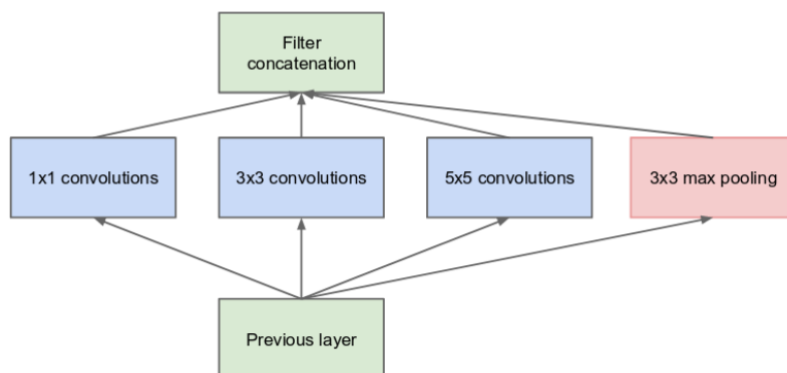 Filter
concatenation
1x1 convolutions
3x3 convolutions
5x5 convolutions
3x3 max pooling
Previous layer